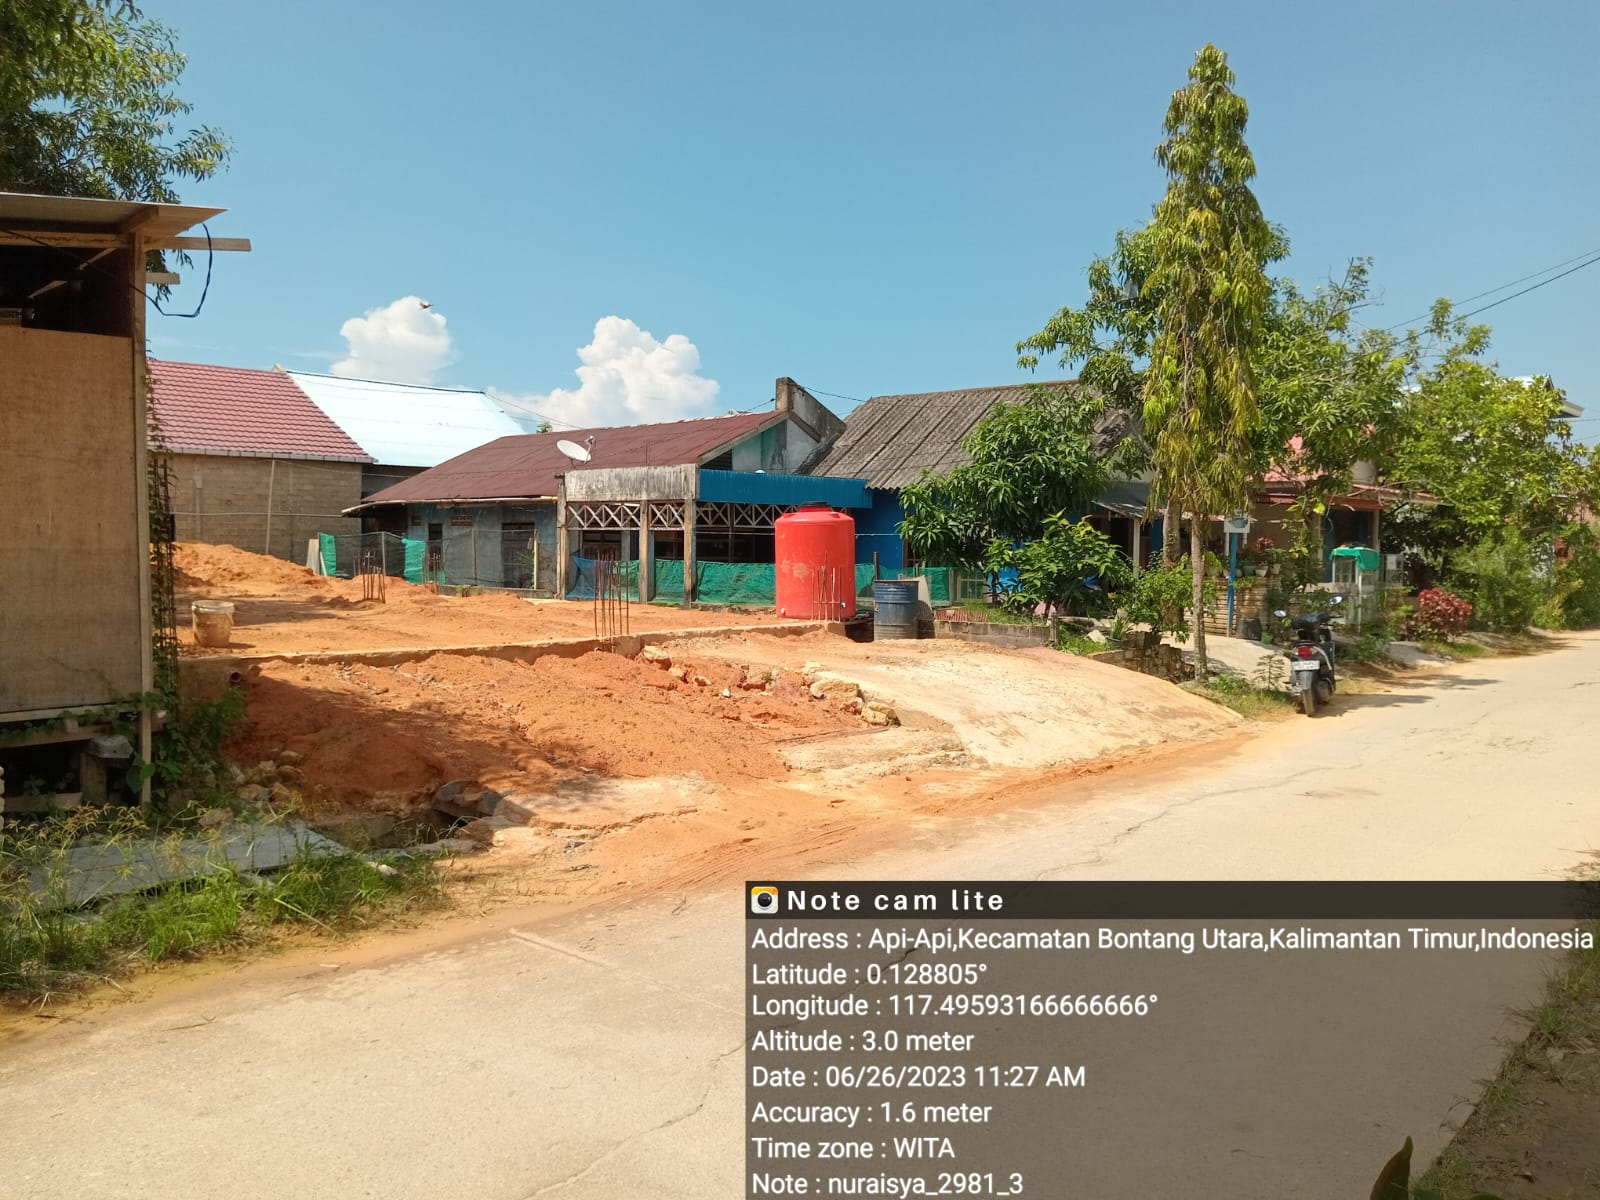 Note cam lite
Address : Api-Api,Kecamatan Bontang Utara,Kalimantan Timur,Indonesia
Latitude : 0.128805°
Longitude : 117.49593166666666°
Altitude : 3.0 meter
Date : 06/26/2023 11:27 AM
Accuracy : 1.6 meter
Time zone : WITA
Note : nuraisya_2981_3